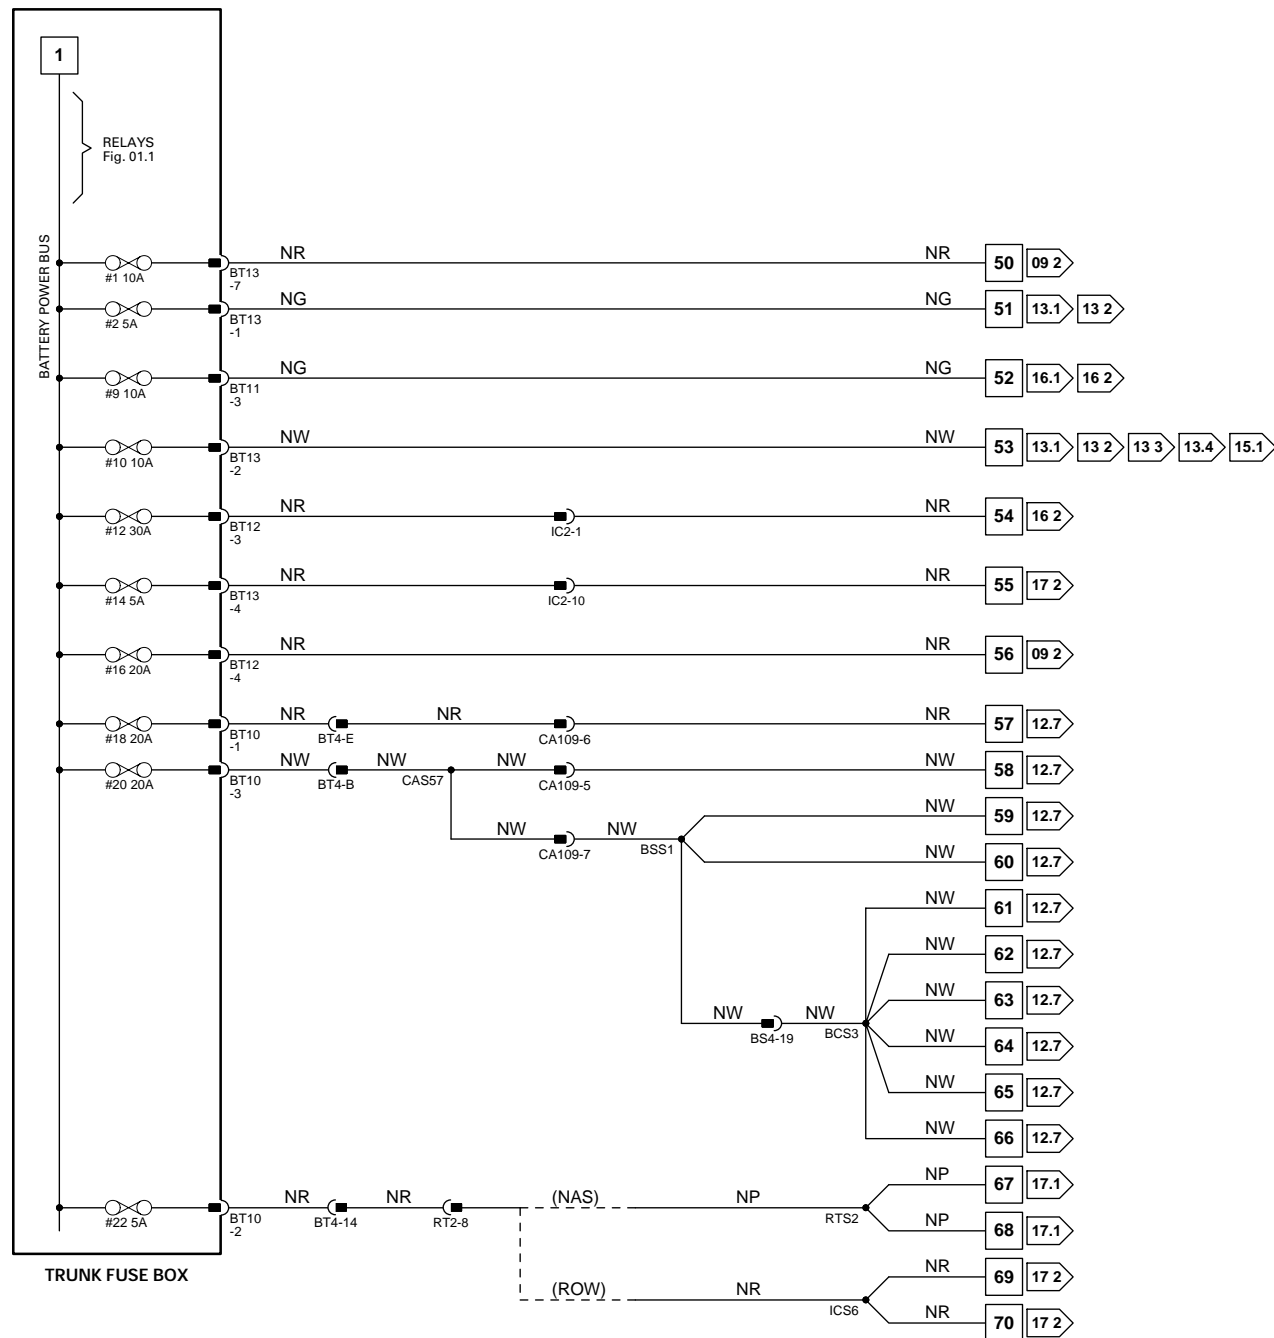 1
RELAYS
Fig. 01.1
BATTERY POWER BUS
#1 10A
BT13
-7
NR
NR
50
09 2
#2 5A
BT13
-1
NG
NG
51
13.1
13 2
#9 10A
BT11
-3
NG
NG
52
16.1
16 2
#10 10A
BT13
-2
NW
NW
53
13.1
13 2
13 3
13.4
15.1
#12 30A
BT12
-3
NR
IC2-1
NR
54
16 2
#14 5A
BT13
-4
NR
IC2-10
NR
55
17 2
#16 20A
BT12
-4
NR
NR
56
09 2
#18 20A
BT10
-1
NR
BT4-E
NR
CA109-6
NR
57
12.7
#20 20A
BT10
-3
NW
BT4-B
NW
CAS57
NW
CA109-5
NW
58
12.7
NW
CA109-7
NW
BSS1
NW
59
12.7
NW
60
12.7
NW
61
12.7
NW
62
12.7
NW
63
12.7
NW
BS4-19
NW
BCS3
NW
64
12.7
NW
65
12.7
NW
66
12.7
#22 5A
BT10
-2
NR
BT4-14
NR
RT2-8
(NAS)
NP
RTS2
NP
67
17.1
NP
68
17.1
(ROW)
NR
ICS6
NR
69
17 2
NR
70
17 2
TRUNK FUSE BOX